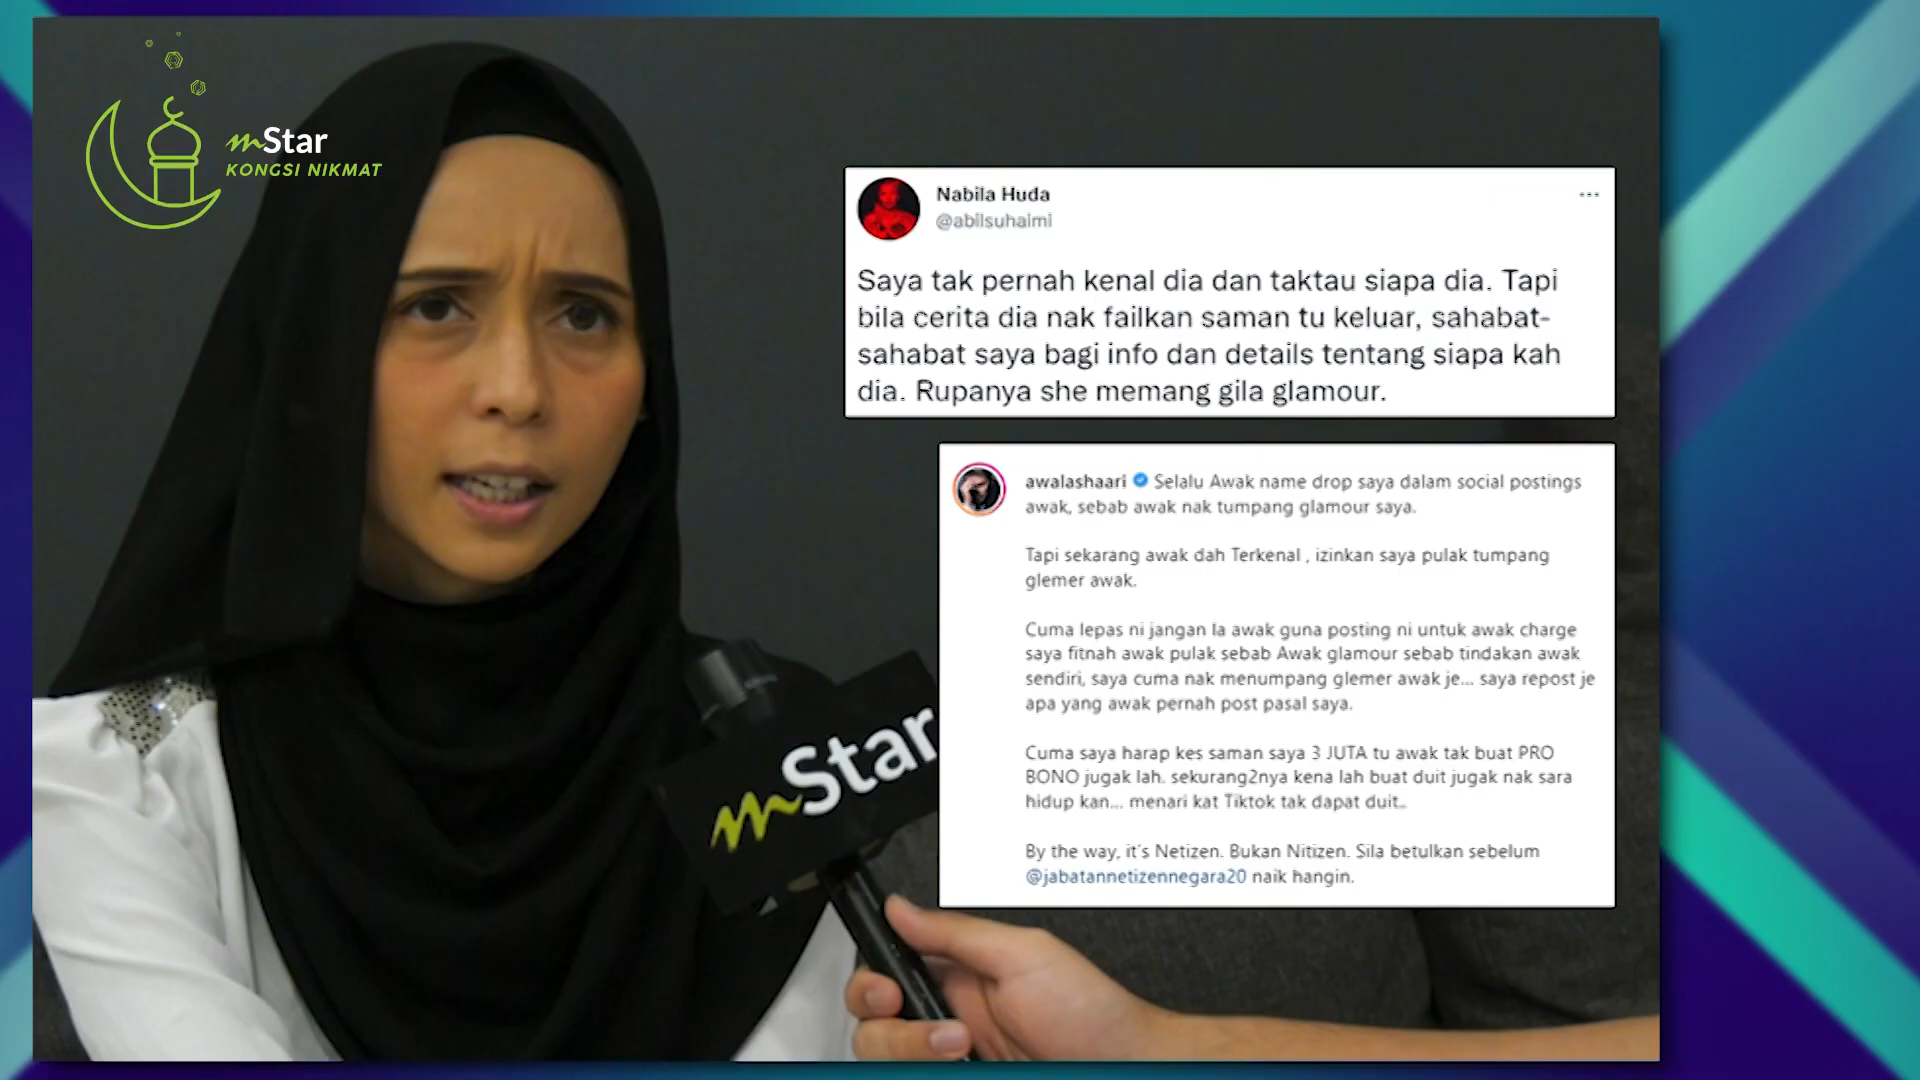 mStar
KONGSI NIKMAT
Nabila Huda
@abilsuhaimi
Saya tak pernah kenal dia dan taktau siapa dia. Tapi
bila cerita dia nak failkan saman tu keluar, sahabat-
sahabat saya bagi info dan details tentang siapa kah
dia. Rupanya she memang gila glamour.
awalashaari Selalu Awak name drop saya dalam social postings
awak, sebab awak nak tumpang glamour saya.
Tapi sekarang awak dah Terkenal , izinkan saya pulak tumpang
glemer awak.
Cuma lepas ni jangan la awak guna posting ni untuk awak charge
saya fitnah awak pulak sebab Awak glamour sebab tindakan awak
sendiri, saya cuma nak menumpang glemer awak je... saya repost je
apa yang awak pernah post pasal saya.
Cuma saya harap kes saman saya 3 JUTA tu awak tak buat PRO
BONO jugak lah. sekurang2nya kena lah buat duit jugak nak sara
hidup kan... menari kat Tiktok tak dapat duit..
By the way, it's Netizen. Bukan Nitizen. Sila betulkan sebelum
@jabatannetizennegara20 naik hangin.
mStar